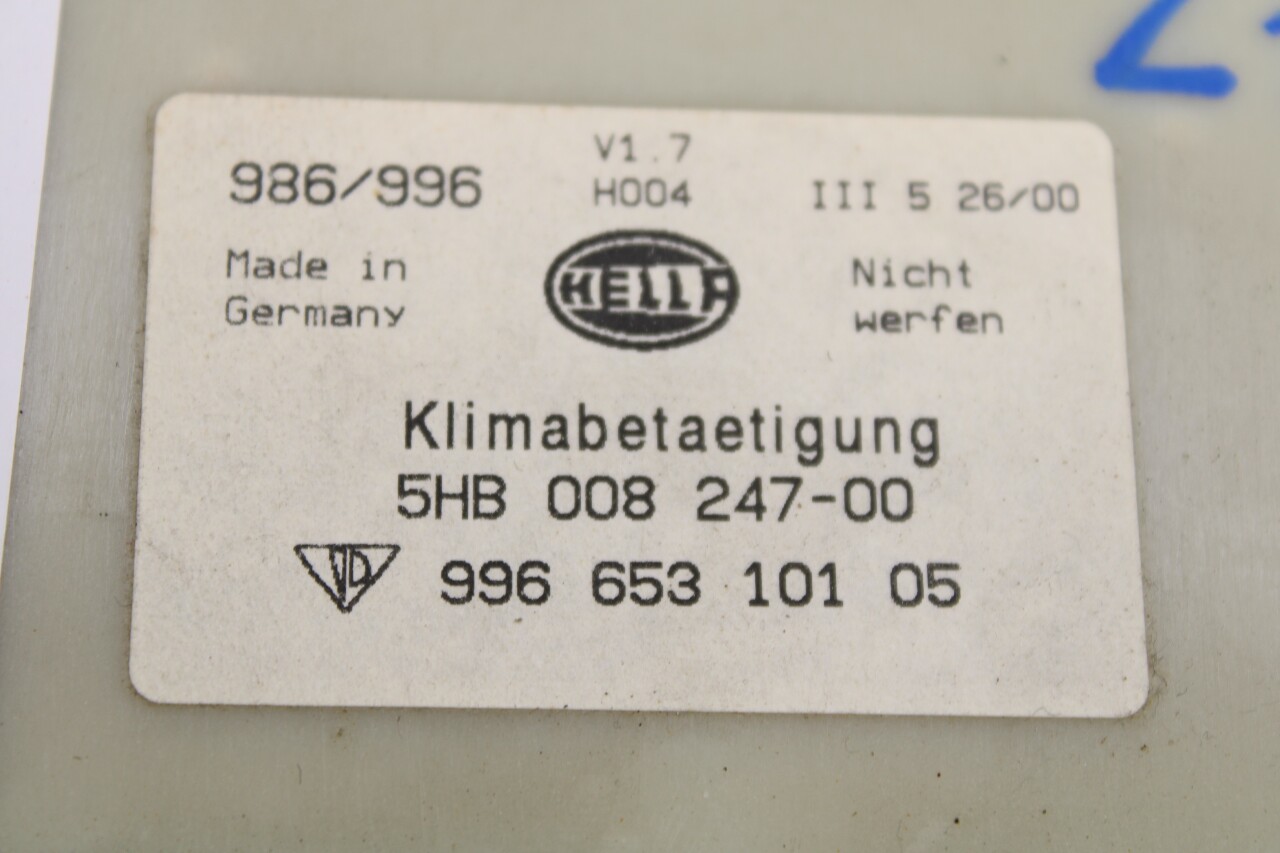 986/996
V1.7
H004
III 5 26/00
Made in
Germany
HELLA
Nicht
werfen
Klimabetaetigung
5HB 008 247-00
996 653 101 05